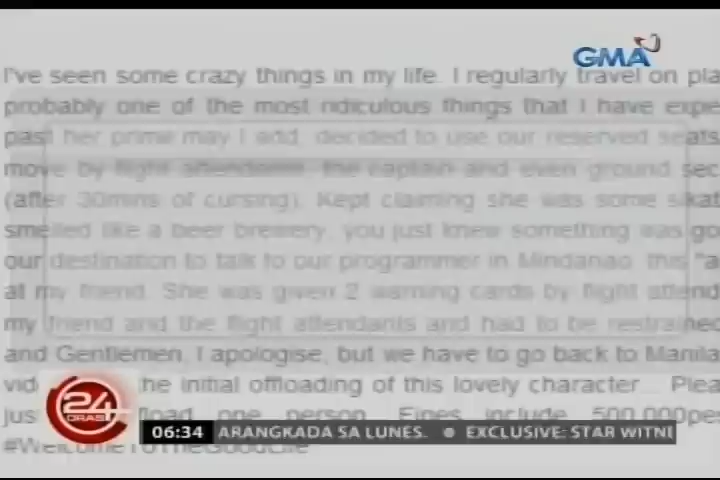 GMA
I've seen some crazy things in my life. I regularly travel on pla
probably one of the most ridiculous things that I have expe
past her prime may I add, decided to use our reserved seats
move by flight attendants, the captain and even ground sec
(after 30mins of cursing). Kept claiming she was some sikat
smelled like a beer brewery, you just knew something was go
our destination to talk to our programmer in Mindanao, this "a
at my friend. She was given 2 warning cards by flight attend
my friend and the flight attendants and had to be restrained
and Gentlemen, I apologise, but we have to go back to Manila
vid he initial offloading of this lovely character... Plea
jus fload one person. Fines include 500,000pe
#WelcomeToTheGoodLife
24 ORAS
06:34 ARANGKADA SA LUNES. EXCLUSIVE: STAR WITN